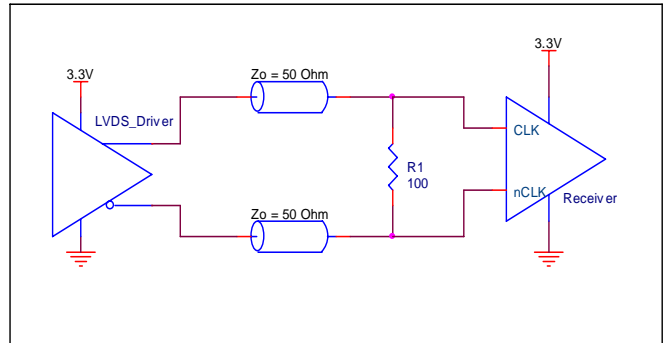 3.3V
LVDS_Driver
Zo = 50 Ohm
Zo = 50 Ohm
R1
100
3.3V
CLK
nCLK
Receiver